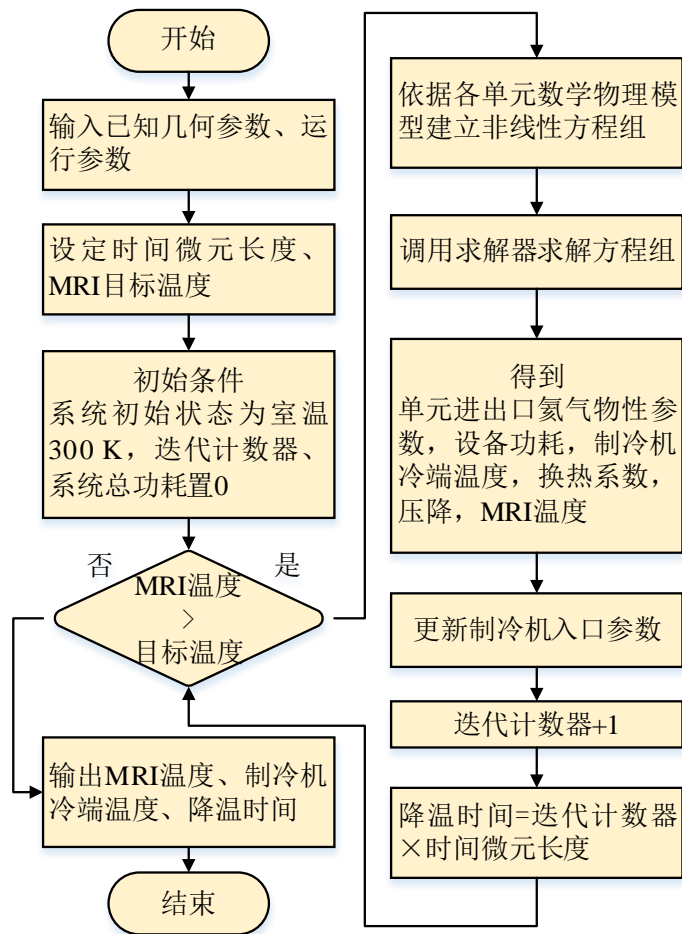 开始
输入已知几何参数、运
行参数
设定时间微元长度、
MRI目标温度
初始条件
系统初始状态为室温
300 K，迭代计数器、
系统总功耗置0
否
是
MRI温度
>
目标温度
输出MRI温度、制冷机
冷端温度、降温时间
结束
依据各单元数学物理模
型建立非线性方程组
调用求解器求解方程组
得到
单元进出口氦气物性参
数，设备功耗，制冷机
冷端温度，换热系数，
压降，MRI温度
更新制冷机入口参数
迭代计数器+1
降温时间=迭代计数器
×时间微元长度